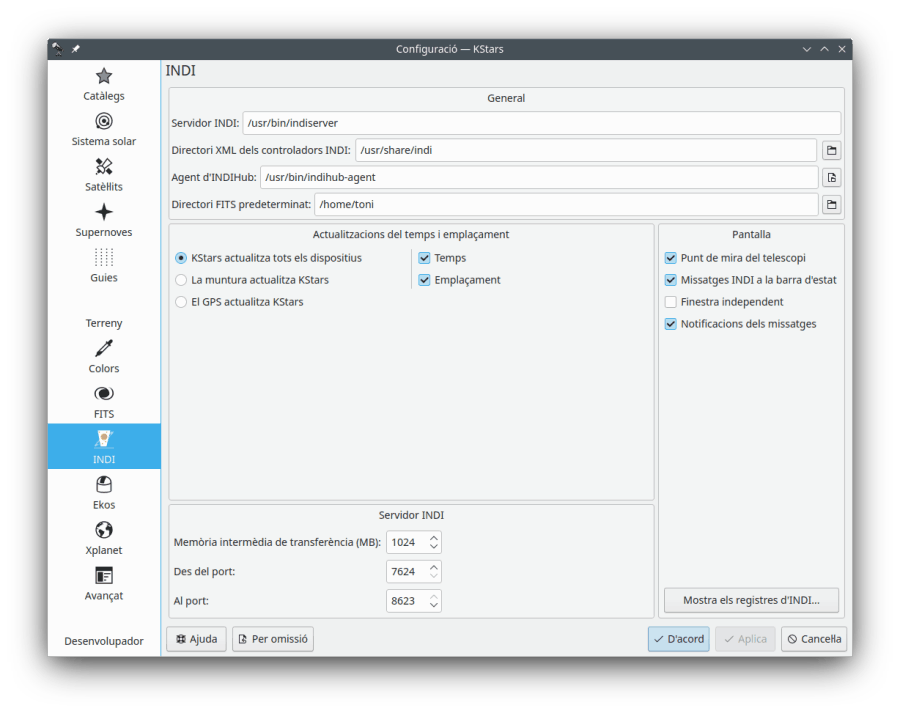 Configuració — KStars
Catàlegs
Sistema solar
Satèl·lits
Supernoves
Guies
Terreny
Colors
FITS
INDI
Ekos
Xplanet
Avançat
Desenvolupador
INDI
General
Servidor INDI: /usr/bin/indiserver
Directori XML dels controladors INDI: /usr/share/indi
Agent d'INDIHub: /usr/bin/indihub-agent
Directori FITS predeterminat: /home/toni
Actualitzacions del temps i emplaçament
KStars actualitza tots els dispositius
La muntura actualitza KStars
El GPS actualitza KStars
Temps
Emplaçament
Pantalla
Punt de mira del telescopi
Missatges INDI a la barra d'estat
Finestra independent
Notificacions dels missatges
Servidor INDI
Memòria intermèdia de transferència (MB): 1024
Des del port: 7624
Al port: 8623
Mostra els registres d'INDI...
Ajuda
Per omissió
D'acord
Aplica
Cancel·la